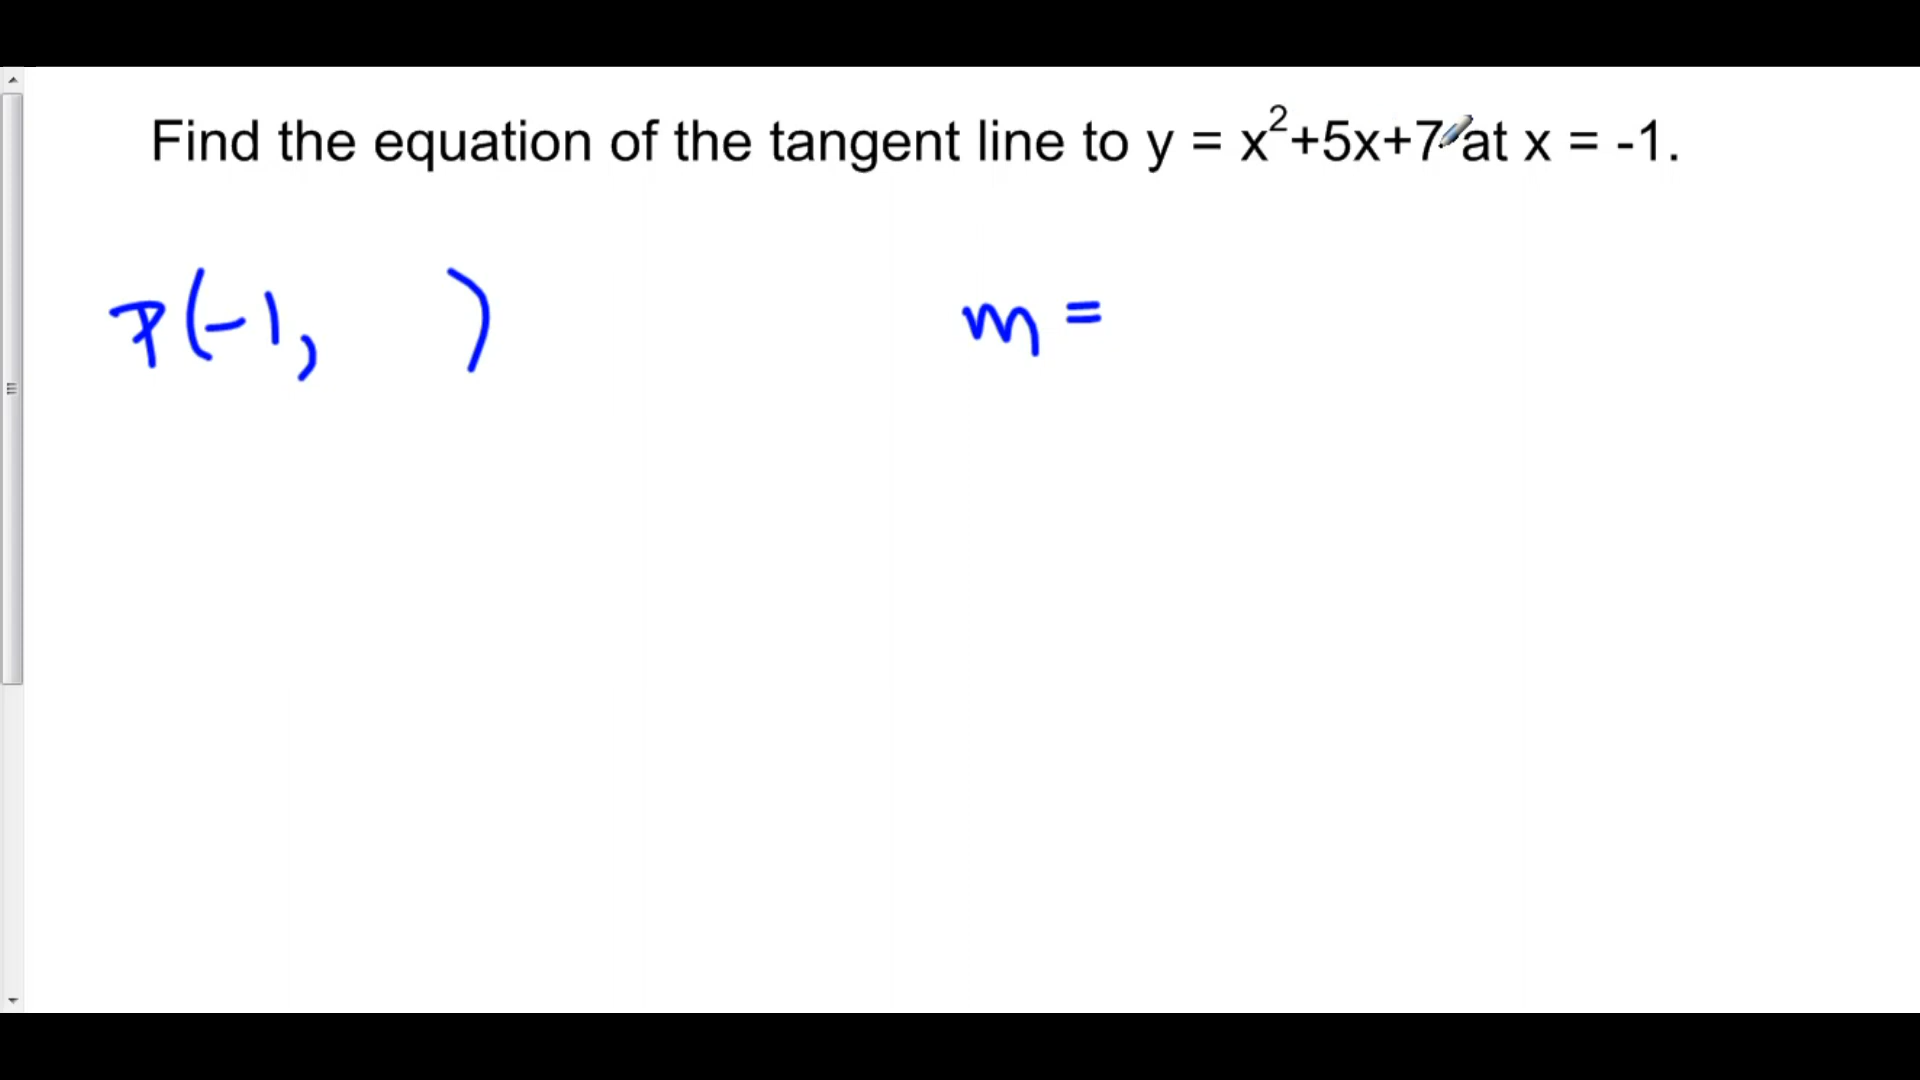 Find the equation of the tangent line to y = x²+5x+7 at x = -1.
P(-1, )
m =